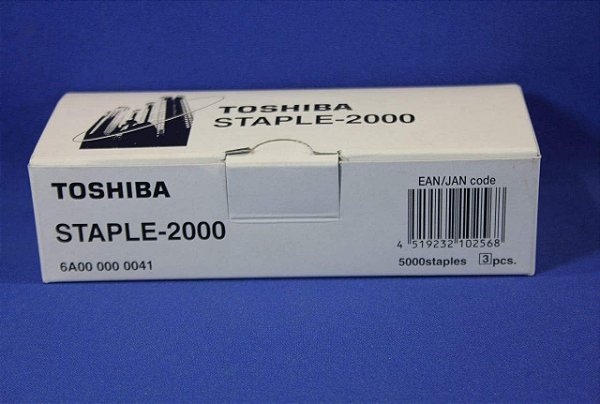 TOSHIBA
STAPLE-2000
TOSHIBA
STAPLE-2000
6A00 000 0041
EAN/JAN code
4 519232 102568
5000staples 3 pcs.